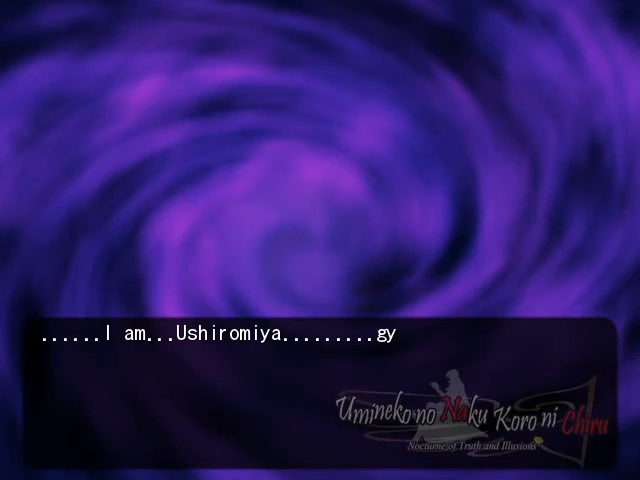 ......I am...Ushiromiya.........gy
Umineko no Naku Koro ni Chiru
Nocturne of Truth and Illusions